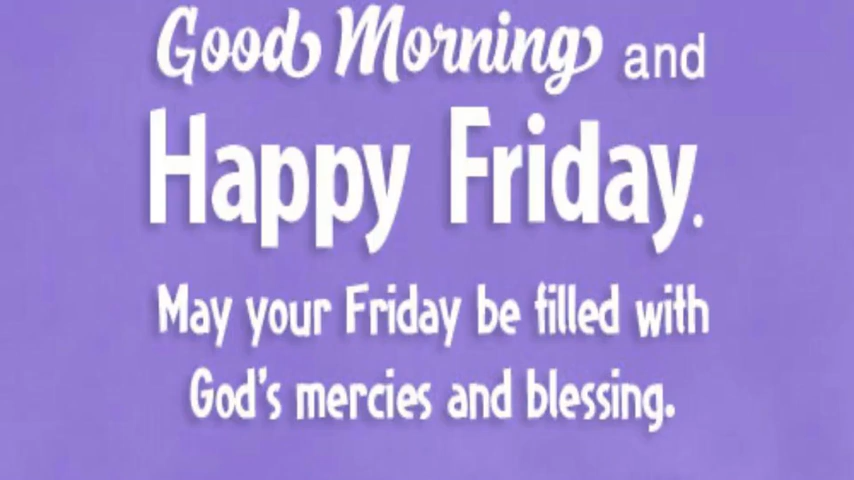 Good Morning and
Happy Friday.
May your Friday be filled with
God's mercies and blessing.